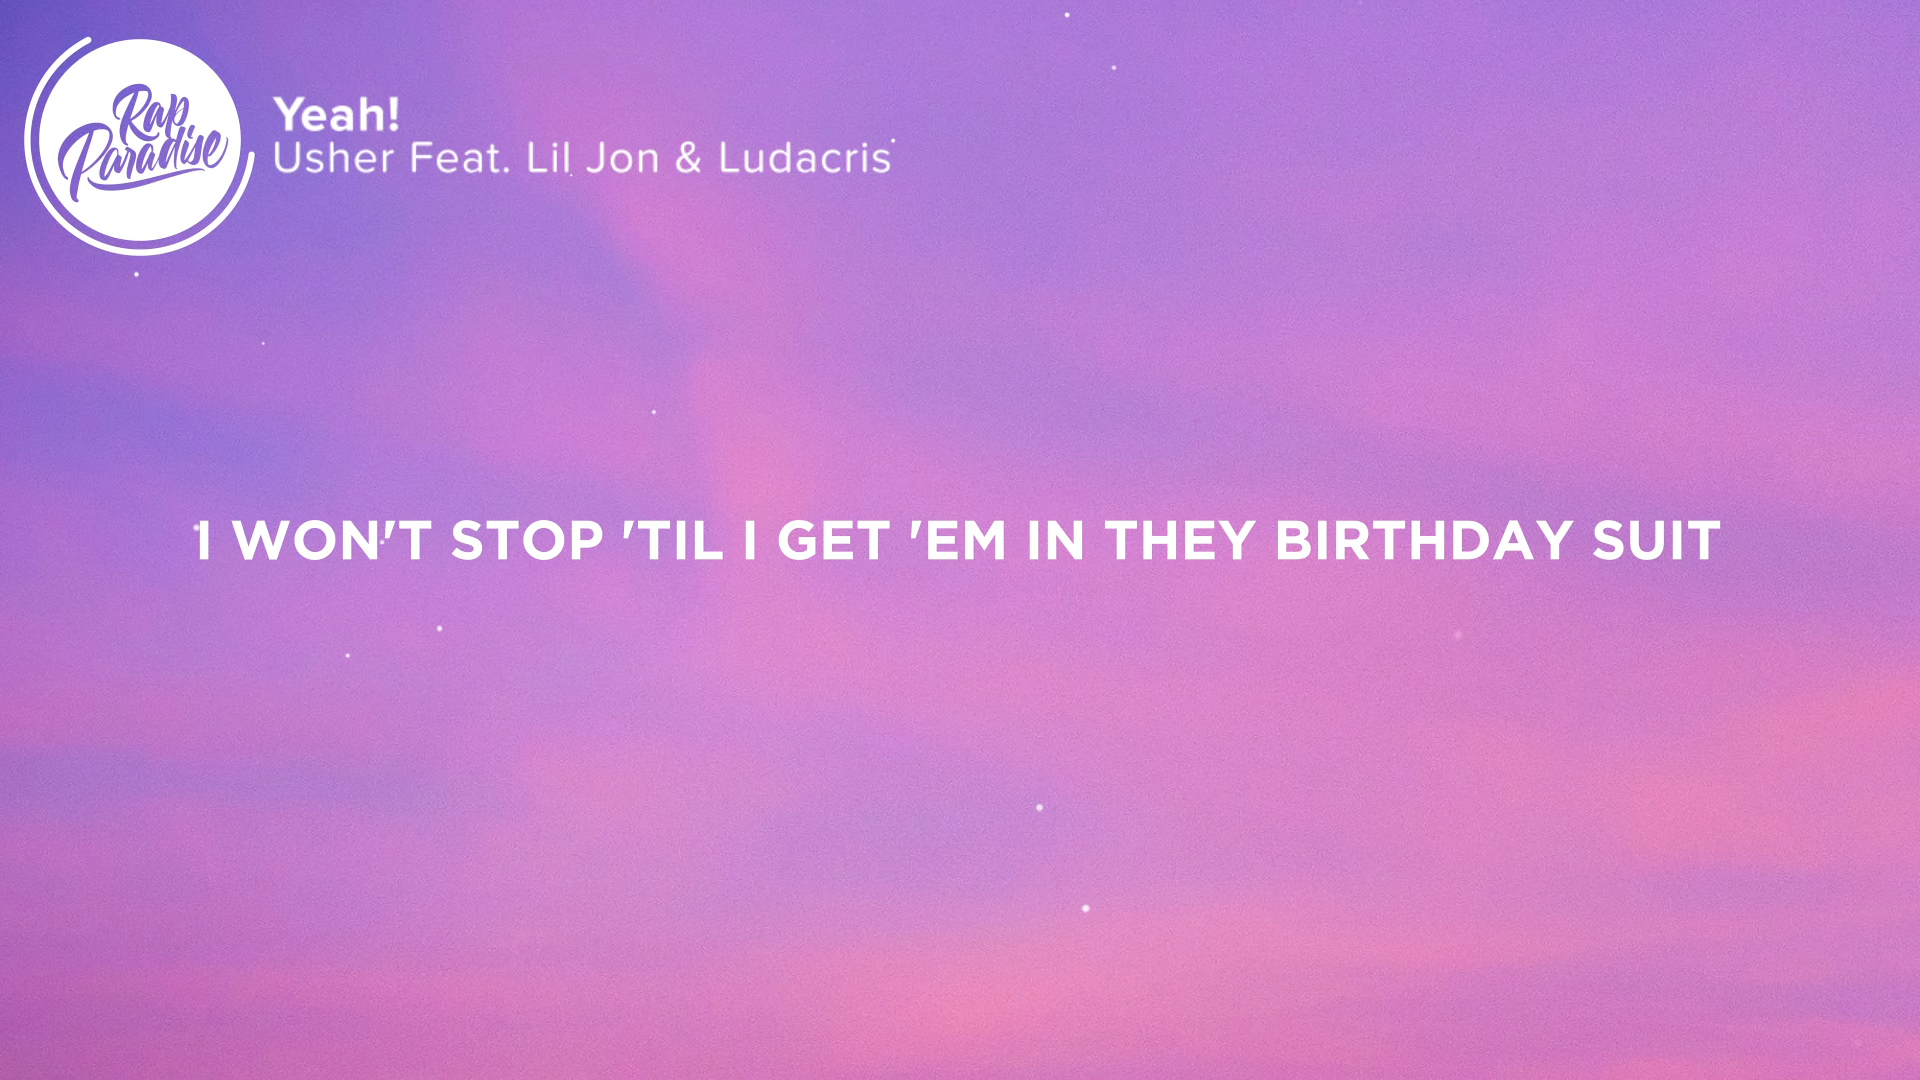 Rap
Paradise
Yeah!
Usher Feat. Lil Jon & Ludacris
I WON'T STOP 'TIL I GET 'EM IN THEY BIRTHDAY SUIT